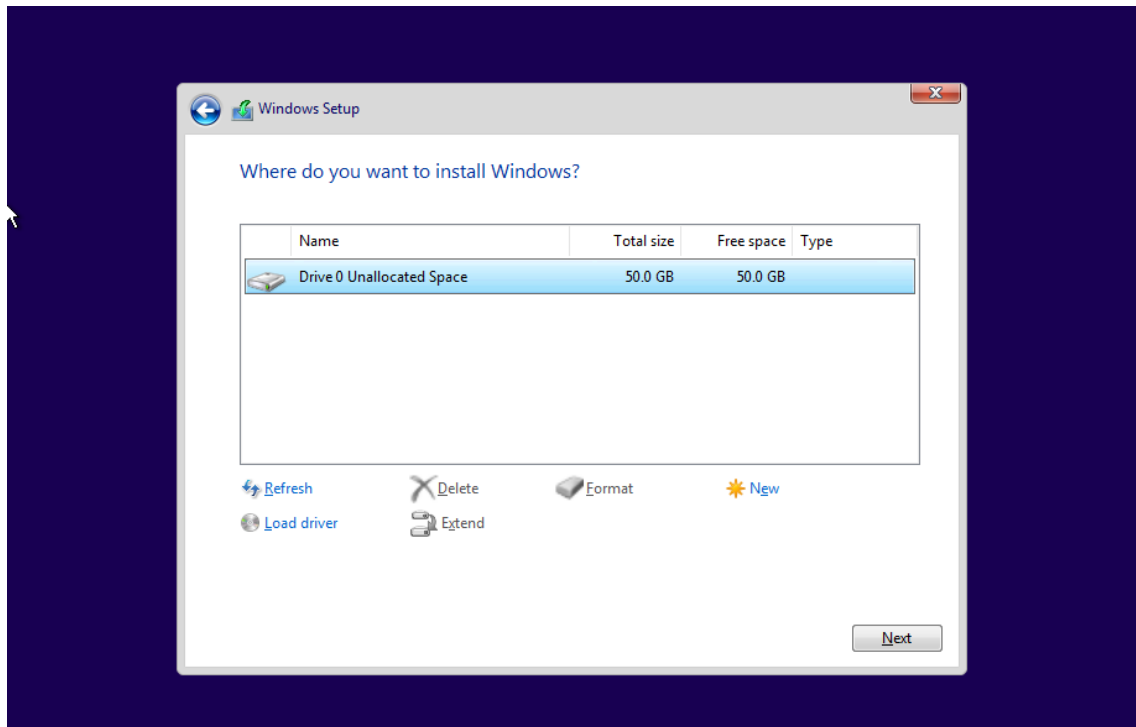 Windows Setup
Where do you want to install Windows?
Name Total size Free space Type
Drive 0 Unallocated Space 50.0 GB 50.0 GB
Refresh Delete Format New
Load driver Extend
Next